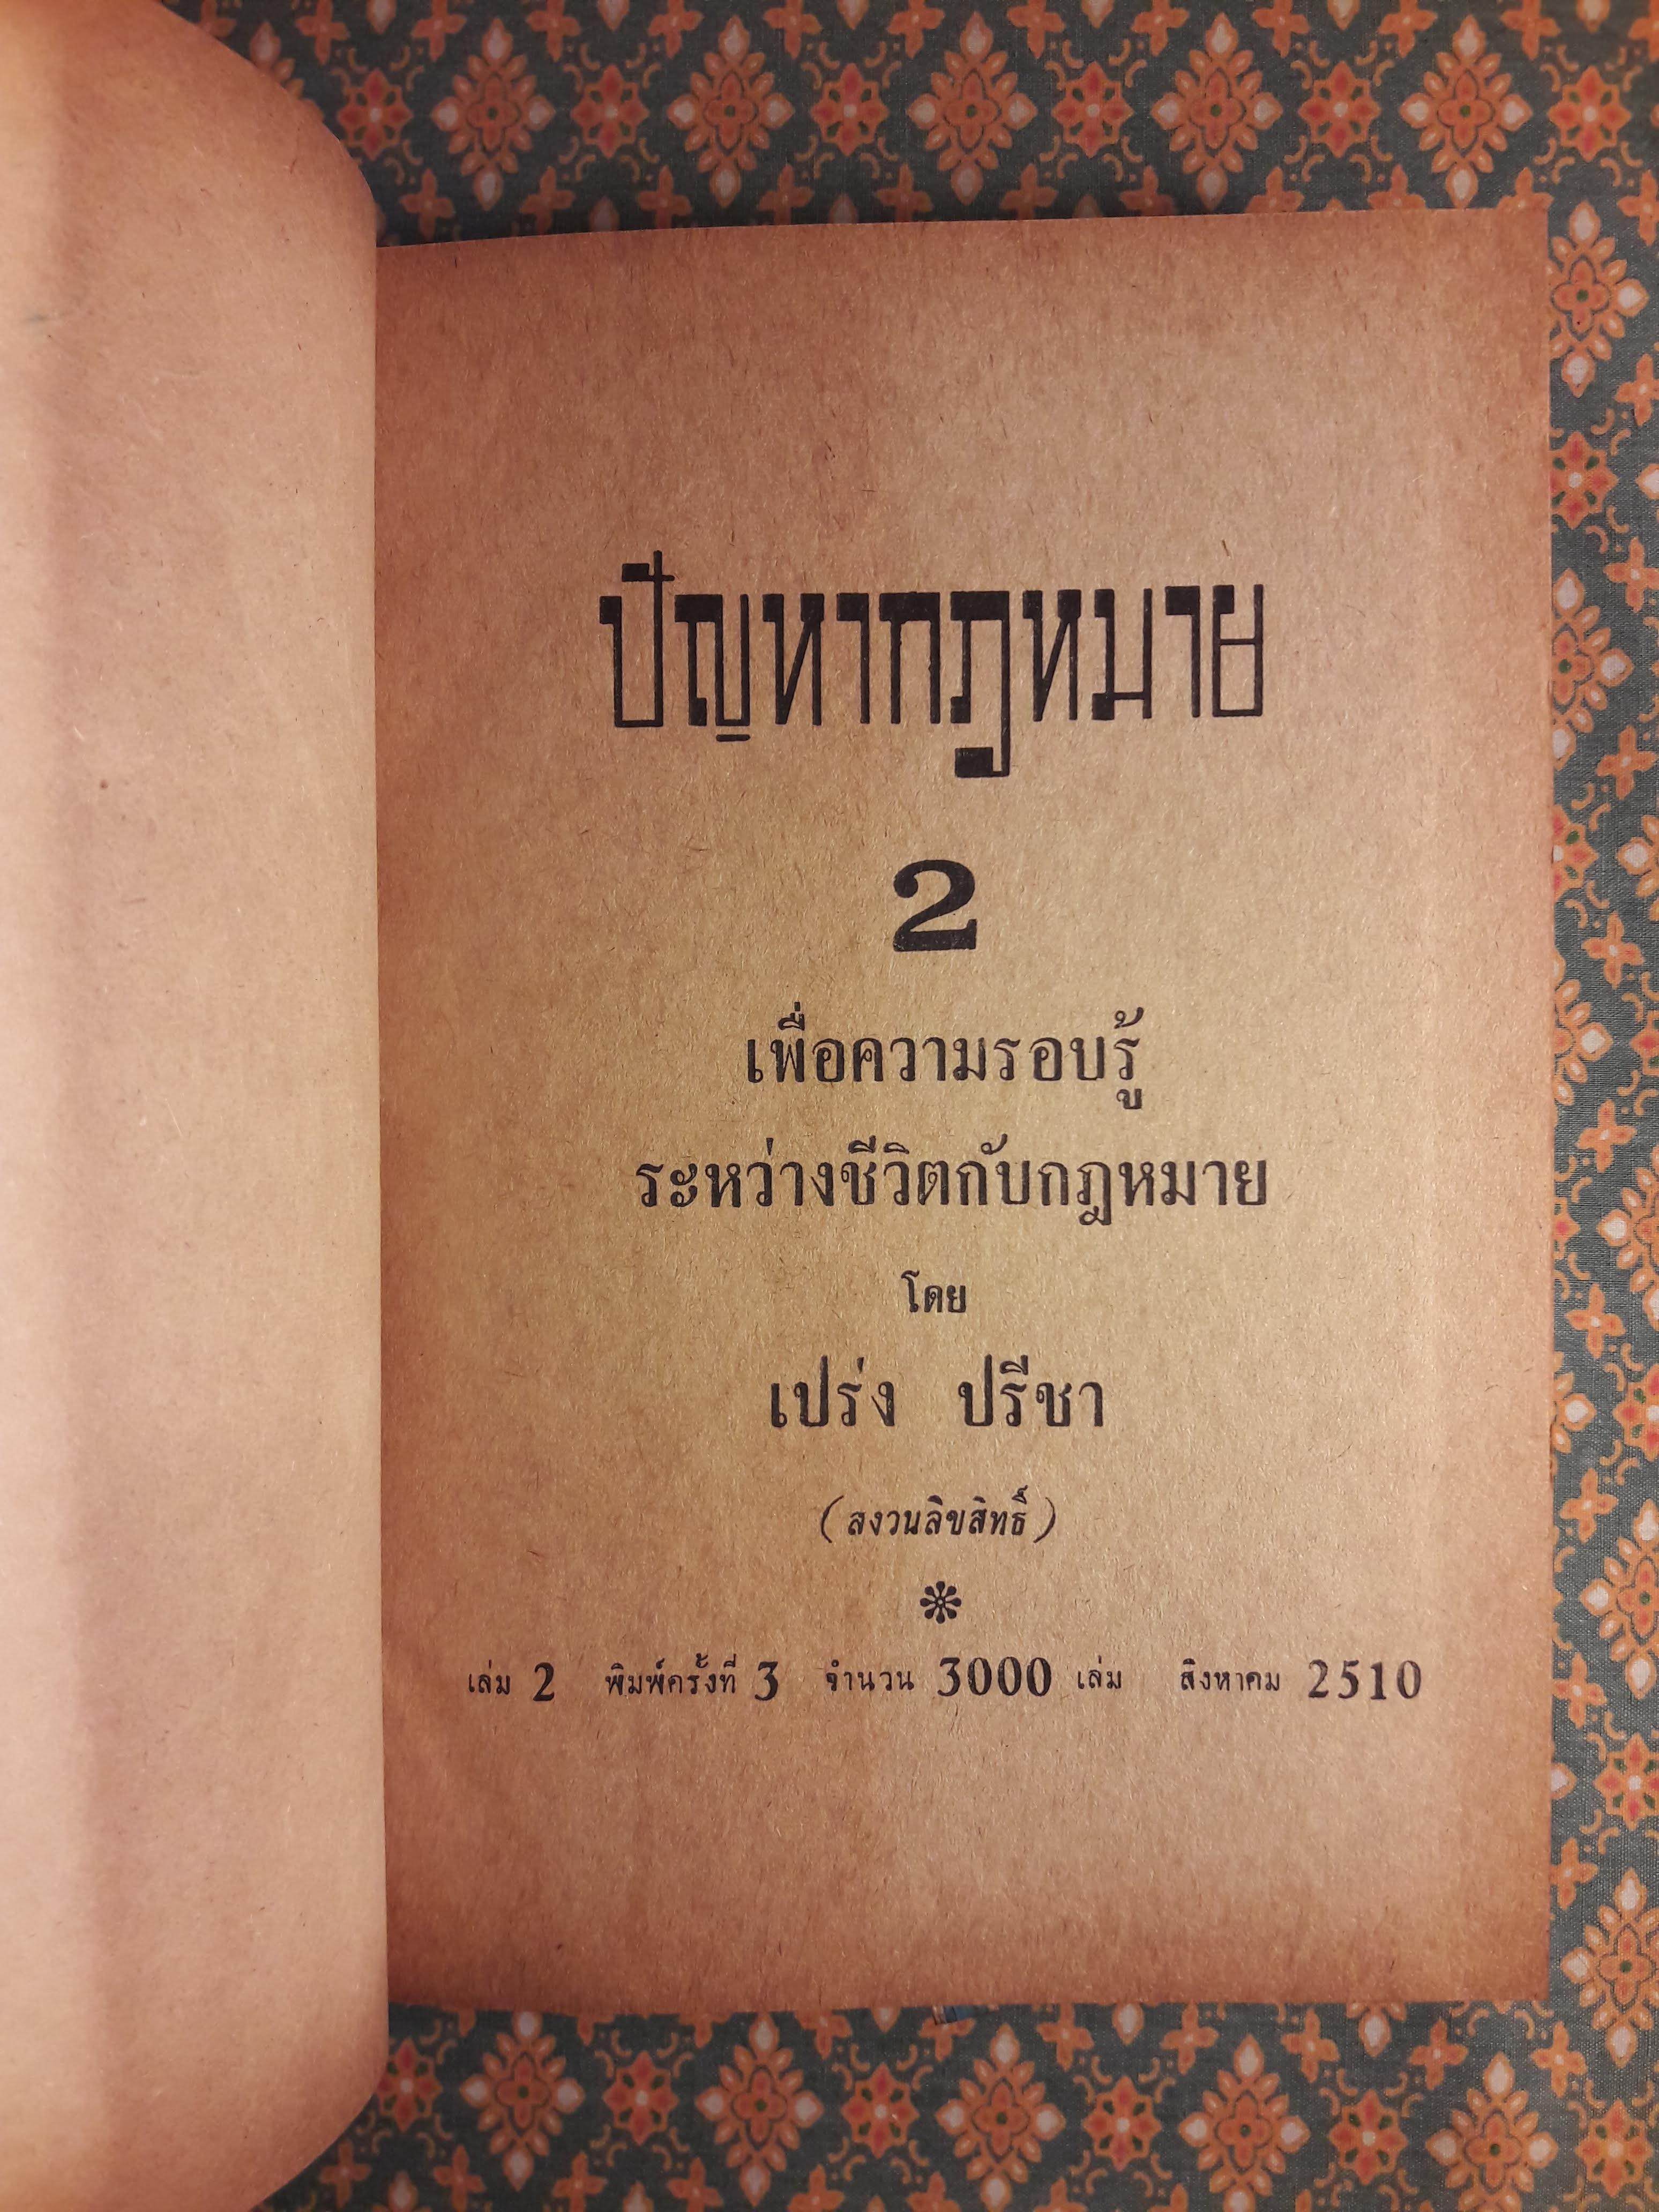 ปัญหากฎหมาย
2
เพื่อความรอบรู้
ระหว่างชีวิตกับกฎหมาย
โดย
เปร่ง ปรีชา
(สงวนลิขสิทธิ์)
เล่ม 2 พิมพ์ครั้งที่ 3 จำนวน 3000 เล่ม สิงหาคม 2510